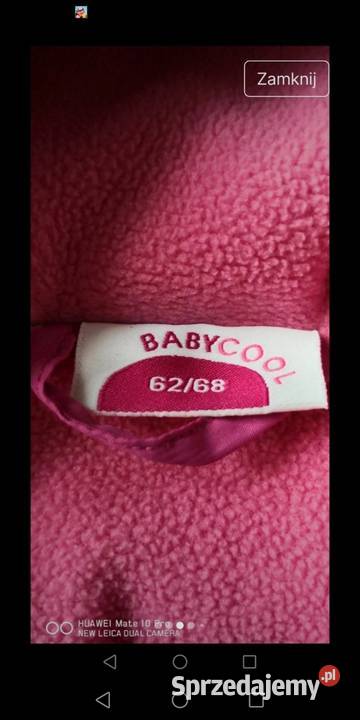 Zamknij
BABYCOOL
62/68
HUAWEI Mate 10 Pro
NEW LEICA DUAL CAMERA
Sprzedajemy.pl